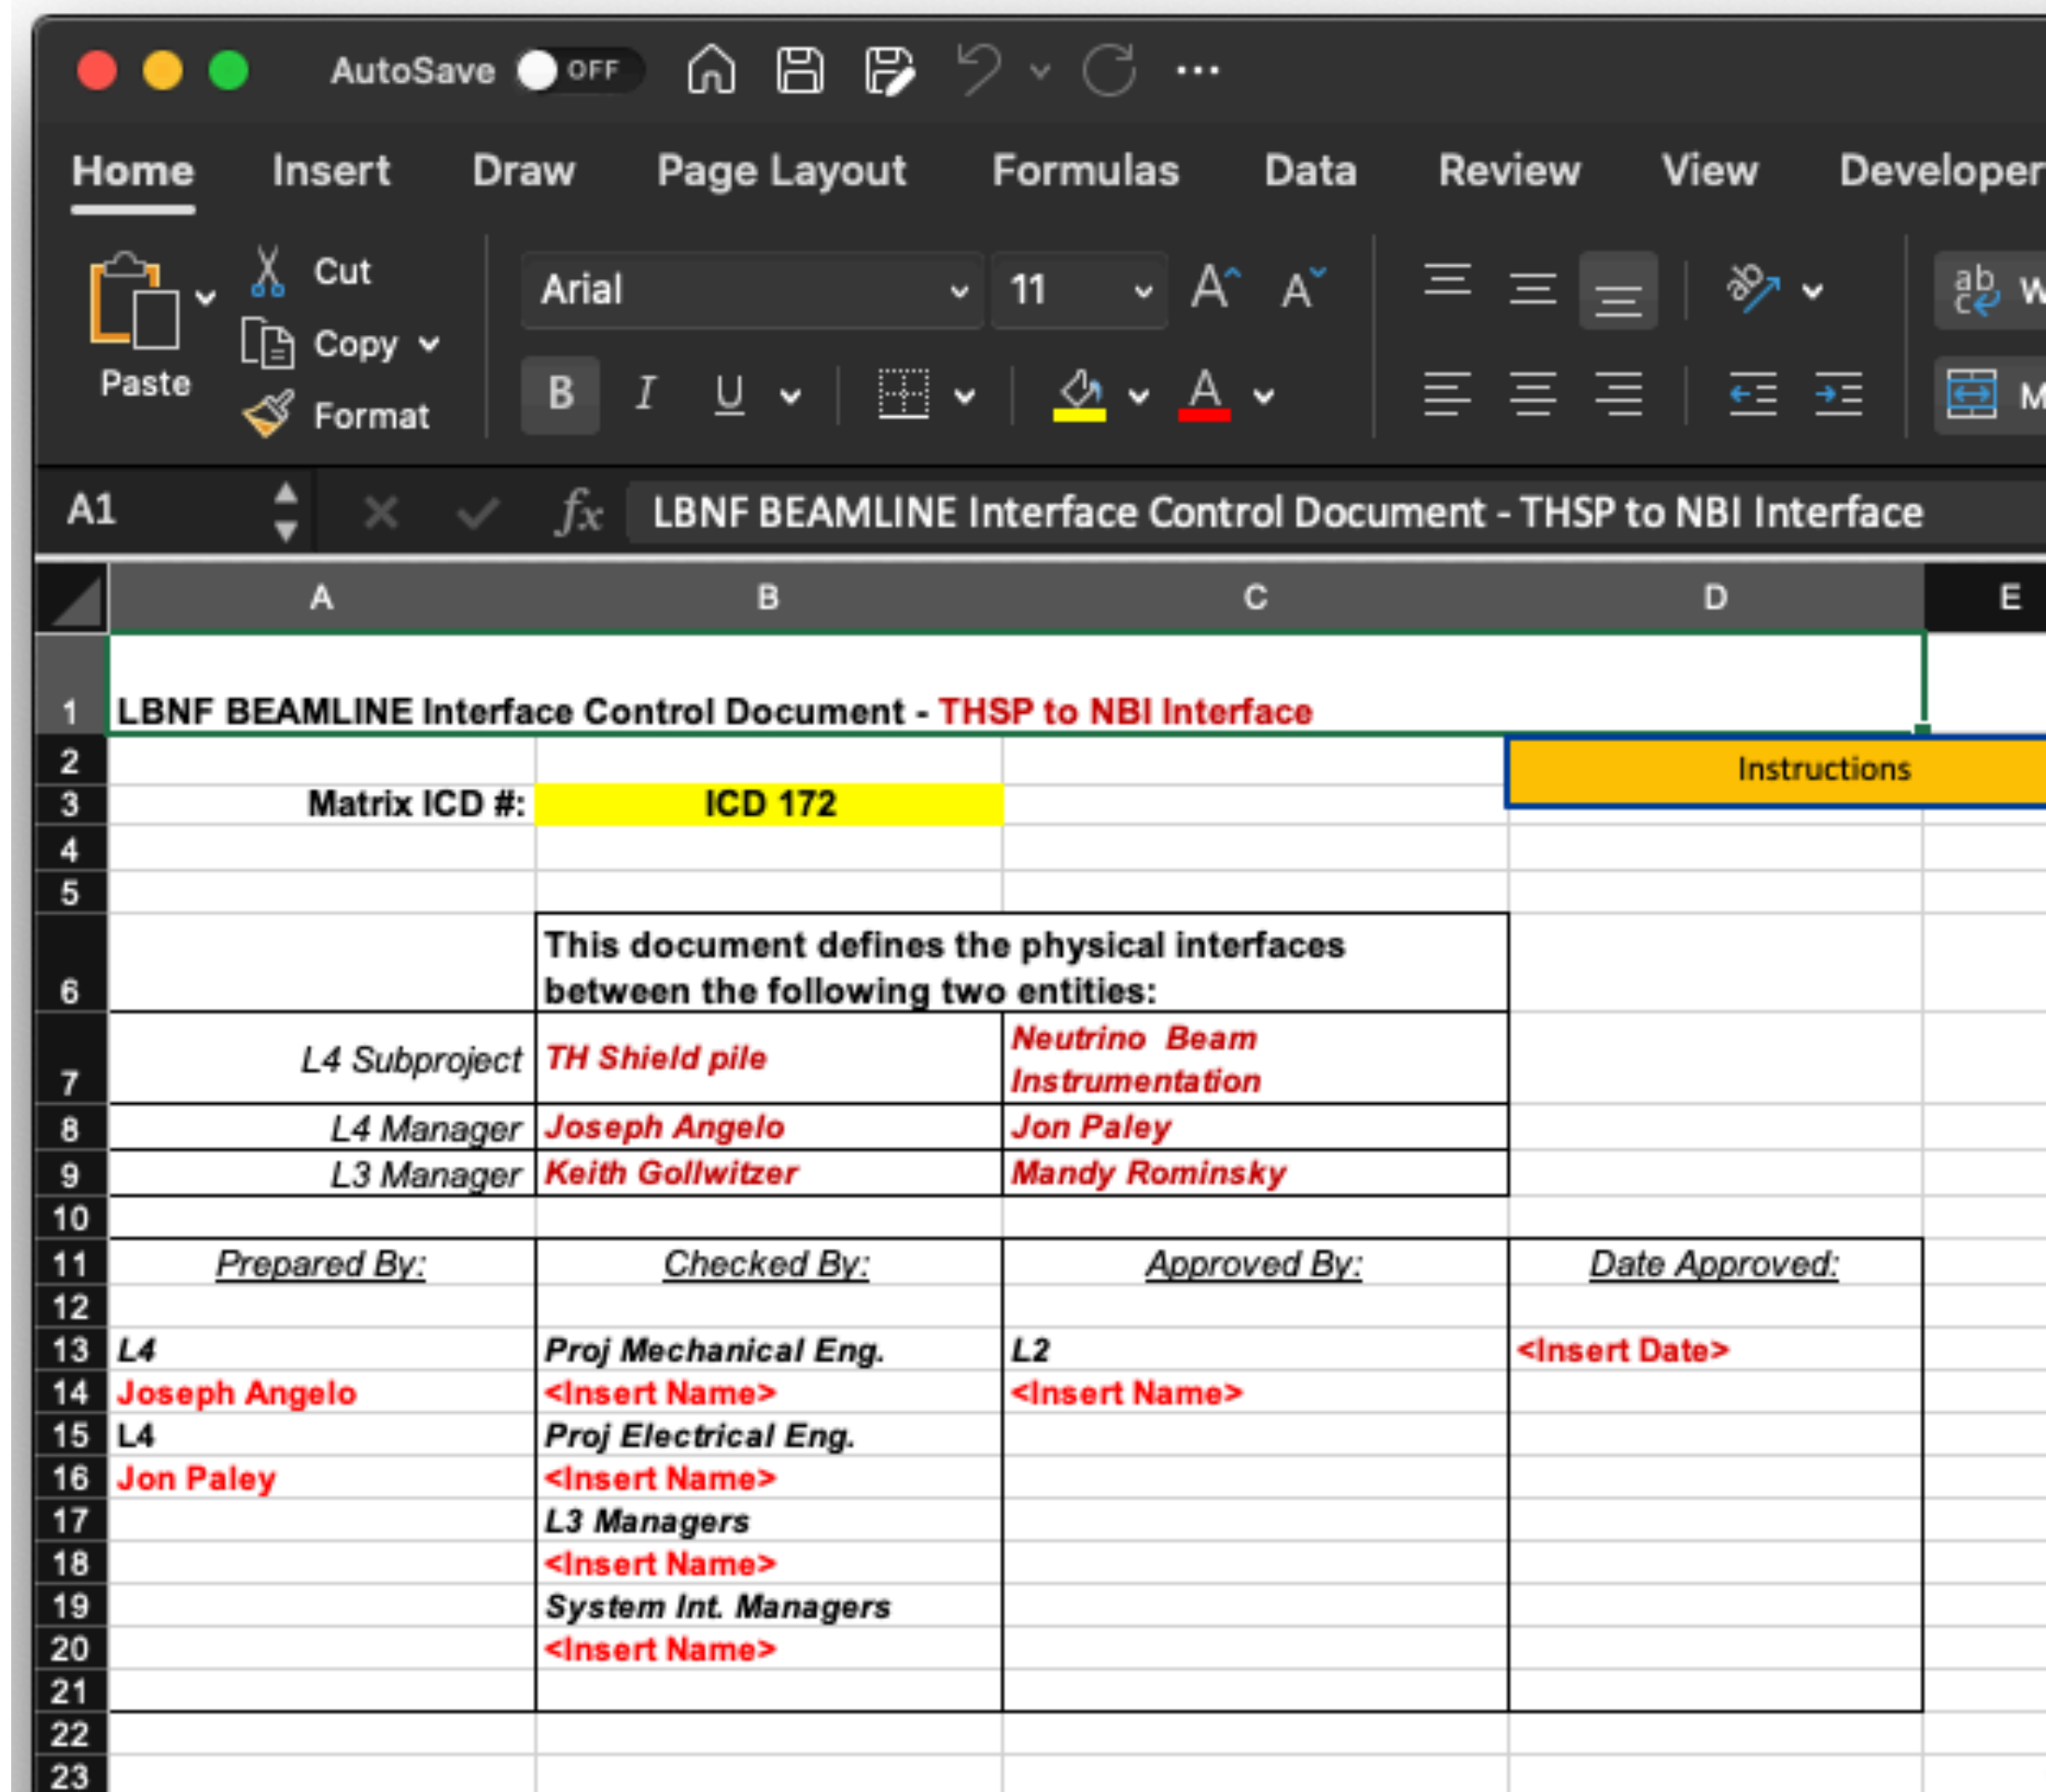 AutoSave OFF
Home Insert Draw Page Layout Formulas Data Review View Developer
Paste
Cut
Copy
Format
Arial 11
B I U
A1 fx LBNF BEAMLINE Interface Control Document - THSP to NBI Interface
A B C D E
1 LBNF BEAMLINE Interface Control Document - THSP to NBI Interface
2 Instructions
3 Matrix ICD #: ICD 172
4
5
This document defines the physical interfaces
6 between the following two entities:
7 L4 Subproject TH Shield pile Neutrino Beam
Instrumentation
8 L4 Manager Joseph Angelo Jon Paley
9 L3 Manager Keith Gollwitzer Mandy Rominsky
10
11 Prepared By: Checked By: Approved By: Date Approved:
12
13 L4 Proj Mechanical Eng. L2 <Insert Date>
14 Joseph Angelo <Insert Name> <Insert Name>
15 L4 Proj Electrical Eng.
16 Jon Paley <Insert Name>
17 L3 Managers
18 <Insert Name>
19 System Int. Managers
20 <Insert Name>
21
22
23